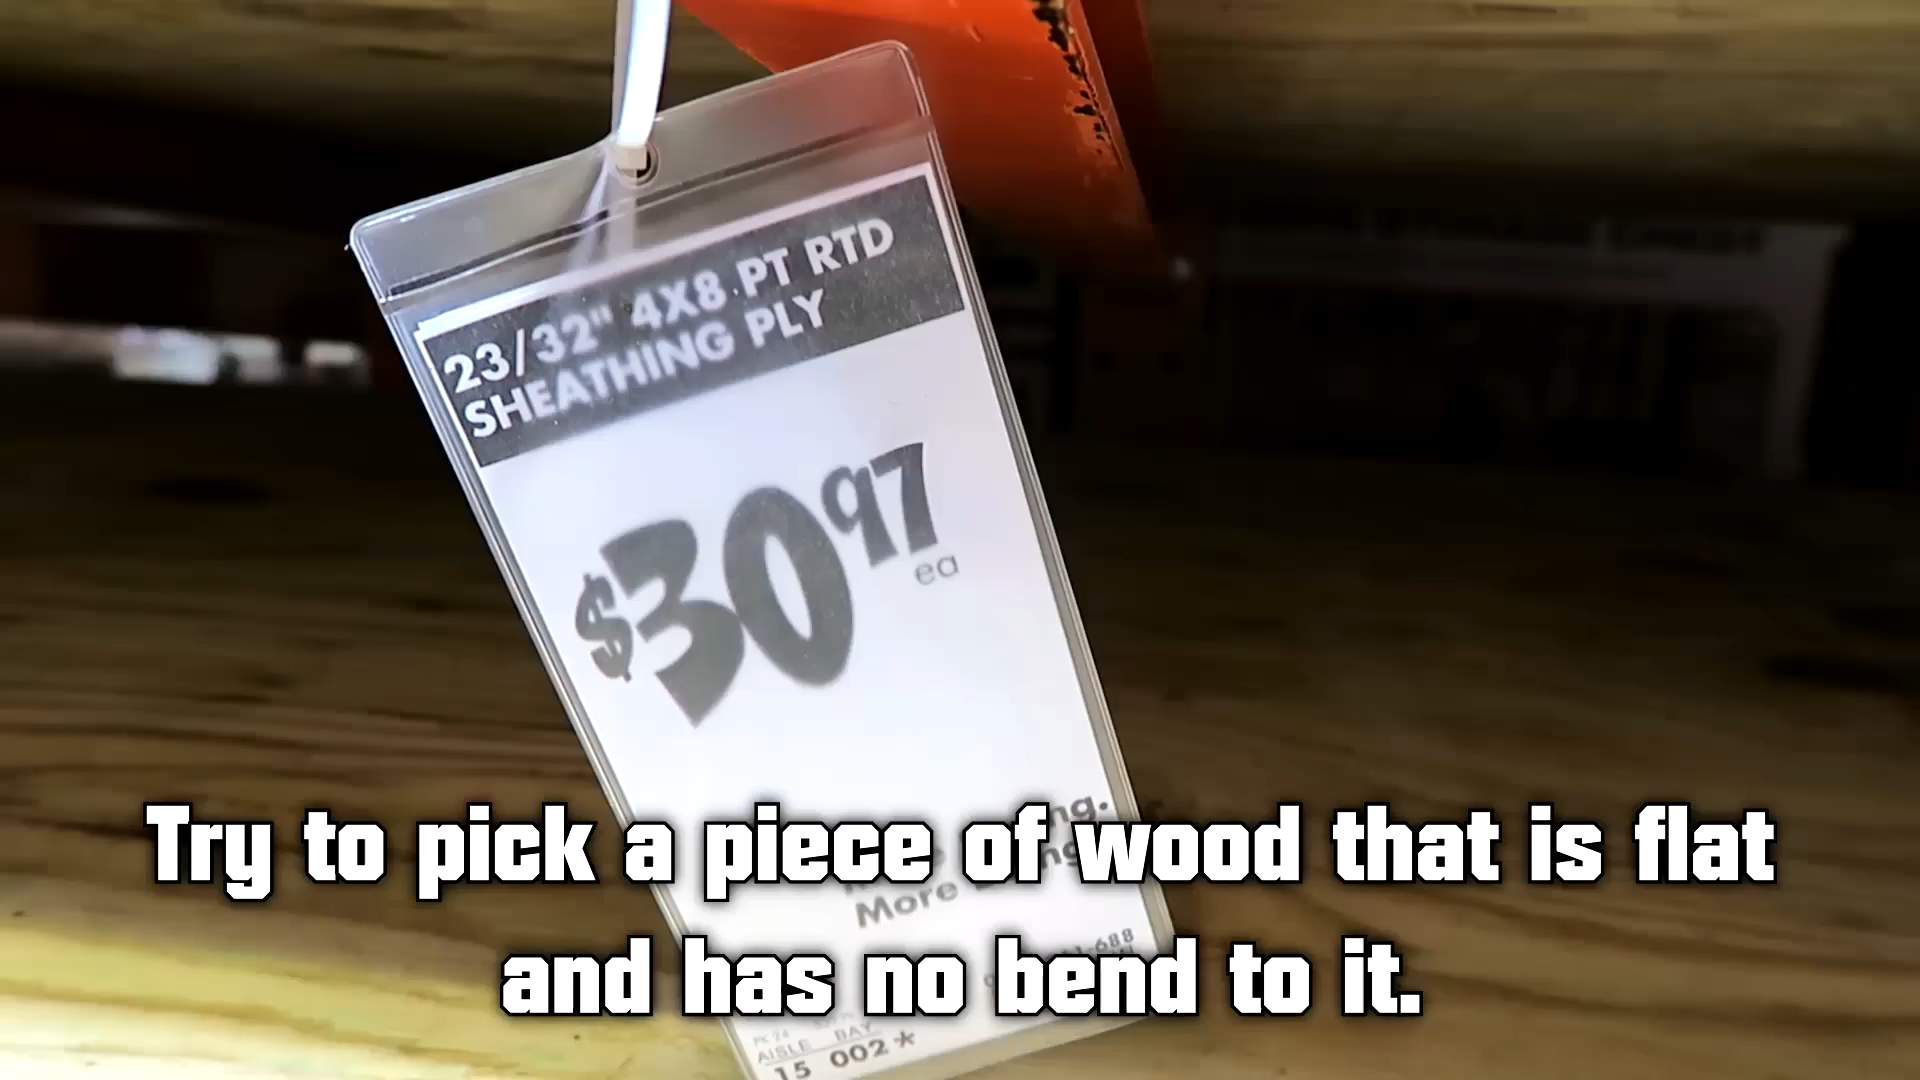 23/32" 4X8 PT RTD
SHEATHING PLY
$30 97
ea
More
688
Try to pick a piece of wood that is flat
and has no bend to it.
AISLE BAY
15 002*